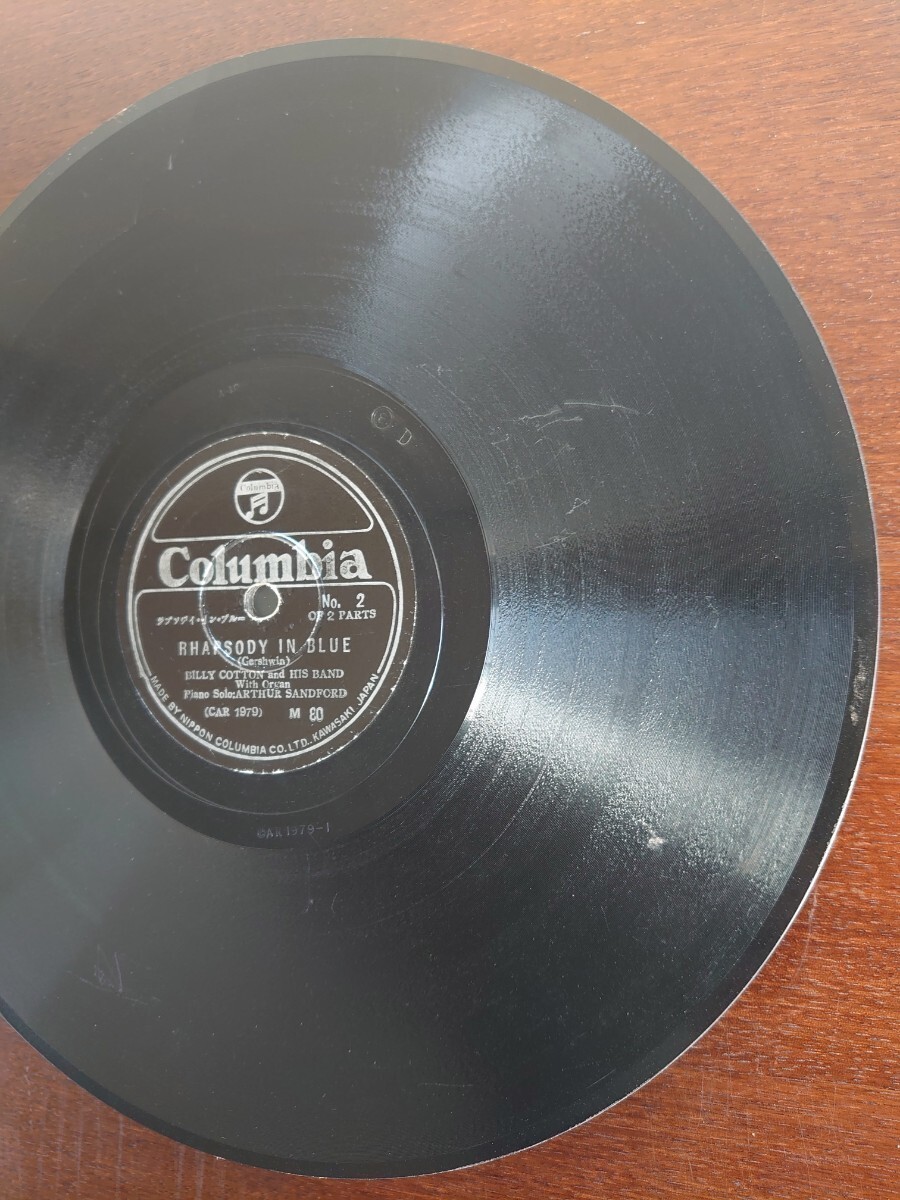 Ⓟ D
Columbia
Columbia
No. 2
ラプソディ・イン・ブルー OF 2 PARTS
RHAPSODY IN BLUE
(Gershwin)
BILLY COTTON and HIS BAND
With Organ
Piano Solo: ARTHUR SANDFORD
(CAR 1979) M 80
MADE BY NIPPON COLUMBIA CO. LTD. KAWASAKI JAPAN
CAR 1979-1